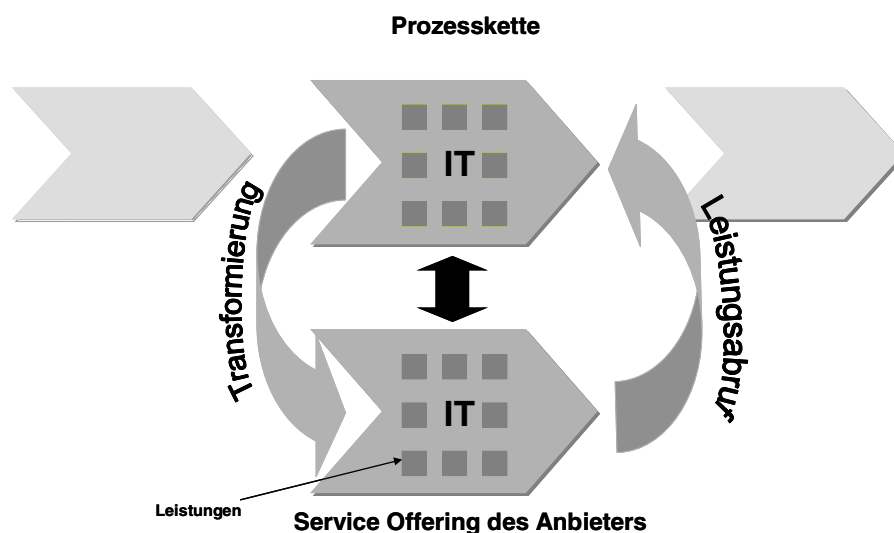 Prozesskette
IT
Transformierung
Leistungsabruf
IT
Leistungen
Service Offering des Anbieters